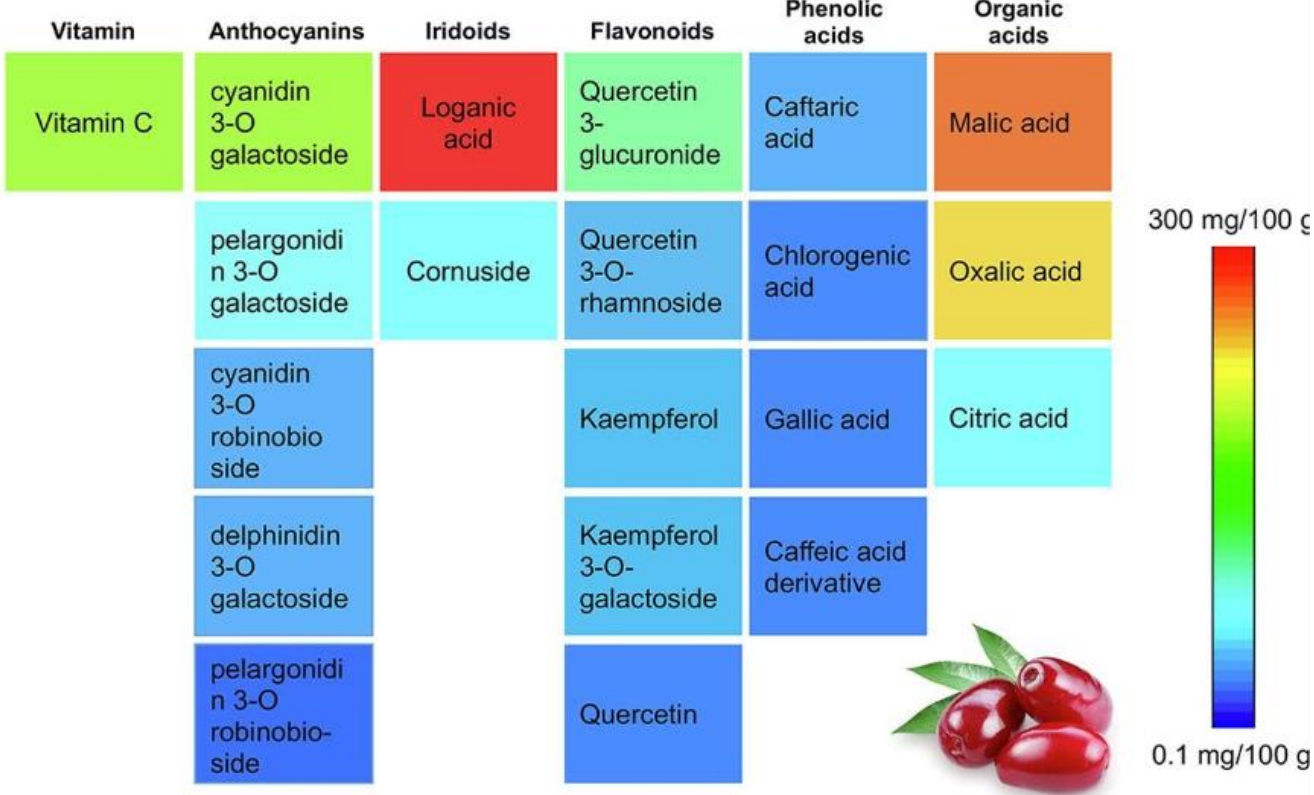 Vitamin
Anthocyanins
Iridoids
Flavonoids
Phenolic
acids
Organic
acids
Vitamin C
cyanidin
3-O
galactoside
Loganic
acid
Quercetin
3-
glucuronide
Caftaric
acid
Malic acid
pelargonidi
n 3-O
galactoside
Cornuside
Quercetin
3-O-
rhamnoside
Chlorogenic
acid
Oxalic acid
cyanidin
3-O
robinobio
side
Kaempferol
Gallic acid
Citric acid
delphinidin
3-O
galactoside
Kaempferol
3-O-
galactoside
Caffeic acid
derivative
pelargonidi
n 3-O
robinobio-
side
Quercetin
300 mg/100 g
0.1 mg/100 g